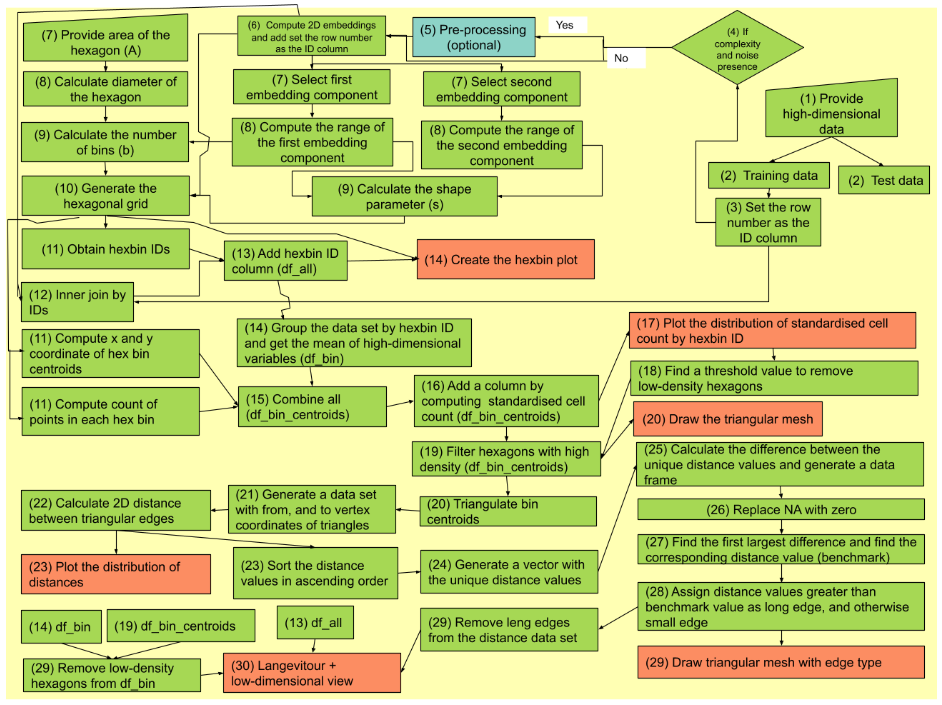 (7) Provide area of the
hexagon (A)
(6) Compute 2D embeddings
and add set the row number
as the ID column
(5) Pre-processing
(optional)
Yes
No
(4) If
complexity
and noise
presence
(8) Calculate diameter of
the hexagon
(7) Select first
embedding component
(7) Select second
embedding component
(1) Provide
high-dimensional
data
(9) Calculate the number
of bins (b)
(8) Compute the range of
the first embedding
component
(8) Compute the range of
the second embedding
component
(2) Training data
(2) Test data
(10) Generate the
hexagonal grid
(9) Calculate the shape
parameter (s)
(3) Set the row
number as the
ID column
(11) Obtain hexbin IDs
(13) Add hexbin ID
column (df_all)
(14) Create the hexbin plot
(12) Inner join by
IDs
(14) Group the data set by hexbin ID
and get the mean of high-dimensional
variables (df_bin)
(17) Plot the distribution of standardised cell
count by hexbin ID
(11) Compute x and y
coordinate of hex bin
centroids
(18) Find a threshold value to remove
low-density hexagons
(15) Combine all
(df_bin_centroids)
(16) Add a column by
computing standardised cell
count (df_bin_centroids)
(11) Compute count of
points in each hex bin
(20) Draw the triangular mesh
(19) Filter hexagons with high
density (df_bin_centroids)
(25) Calculate the difference between the
unique distance values and generate a data
frame
(22) Calculate 2D distance
between triangular edges
(21) Generate a data set
with from, and to vertex
coordinates of triangles
(20) Triangulate bin
centroids
(26) Replace NA with zero
(27) Find the first largest difference and find the
corresponding distance value (benchmark)
(23) Plot the distribution of
distances
(23) Sort the distance
values in ascending order
(24) Generate a vector with
the unique distance values
(28) Assign distance values greater than
benchmark value as long edge, and otherwise
small edge
(14) df_bin
(19) df_bin_centroids
(13) df_all
(29) Remove leng edges
from the distance data set
(29) Remove low-density
hexagons from df_bin
(30) Langevitour +
low-dimensional view
(29) Draw triangular mesh with edge type